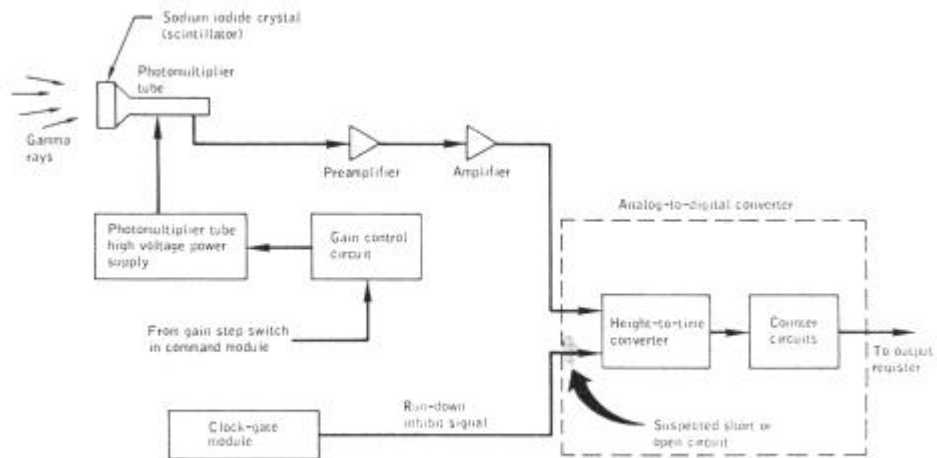 Sodium iodide crystal
(scintillator)
Photomultiplier
tube
Gamma
rays
Preamplifier
Amplifier
Analog-to-digital converter
Photomultiplier tube
high voltage power
supply
Gain control
circuit
Height-to-time
converter
Counter
circuits
From gain step switch
in command module
To output
register
Run-down
inhibit signal
Suspected short or
open circuit
Clock-gate
module